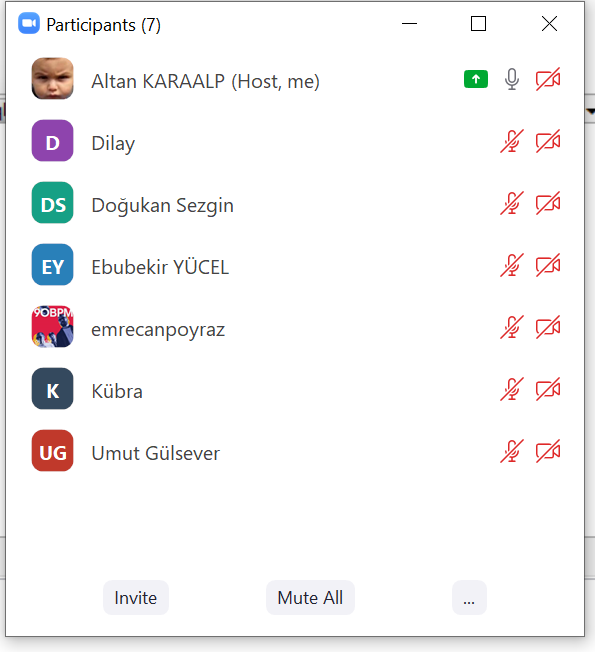 Participants (7)
Altan KARAALP (Host, me)
D Dilay
DS Doğukan Sezgin
EY Ebubekir YÜCEL
90BPM emrecanpoyraz
K Kübra
UG Umut Gülsever
Invite Mute All ...